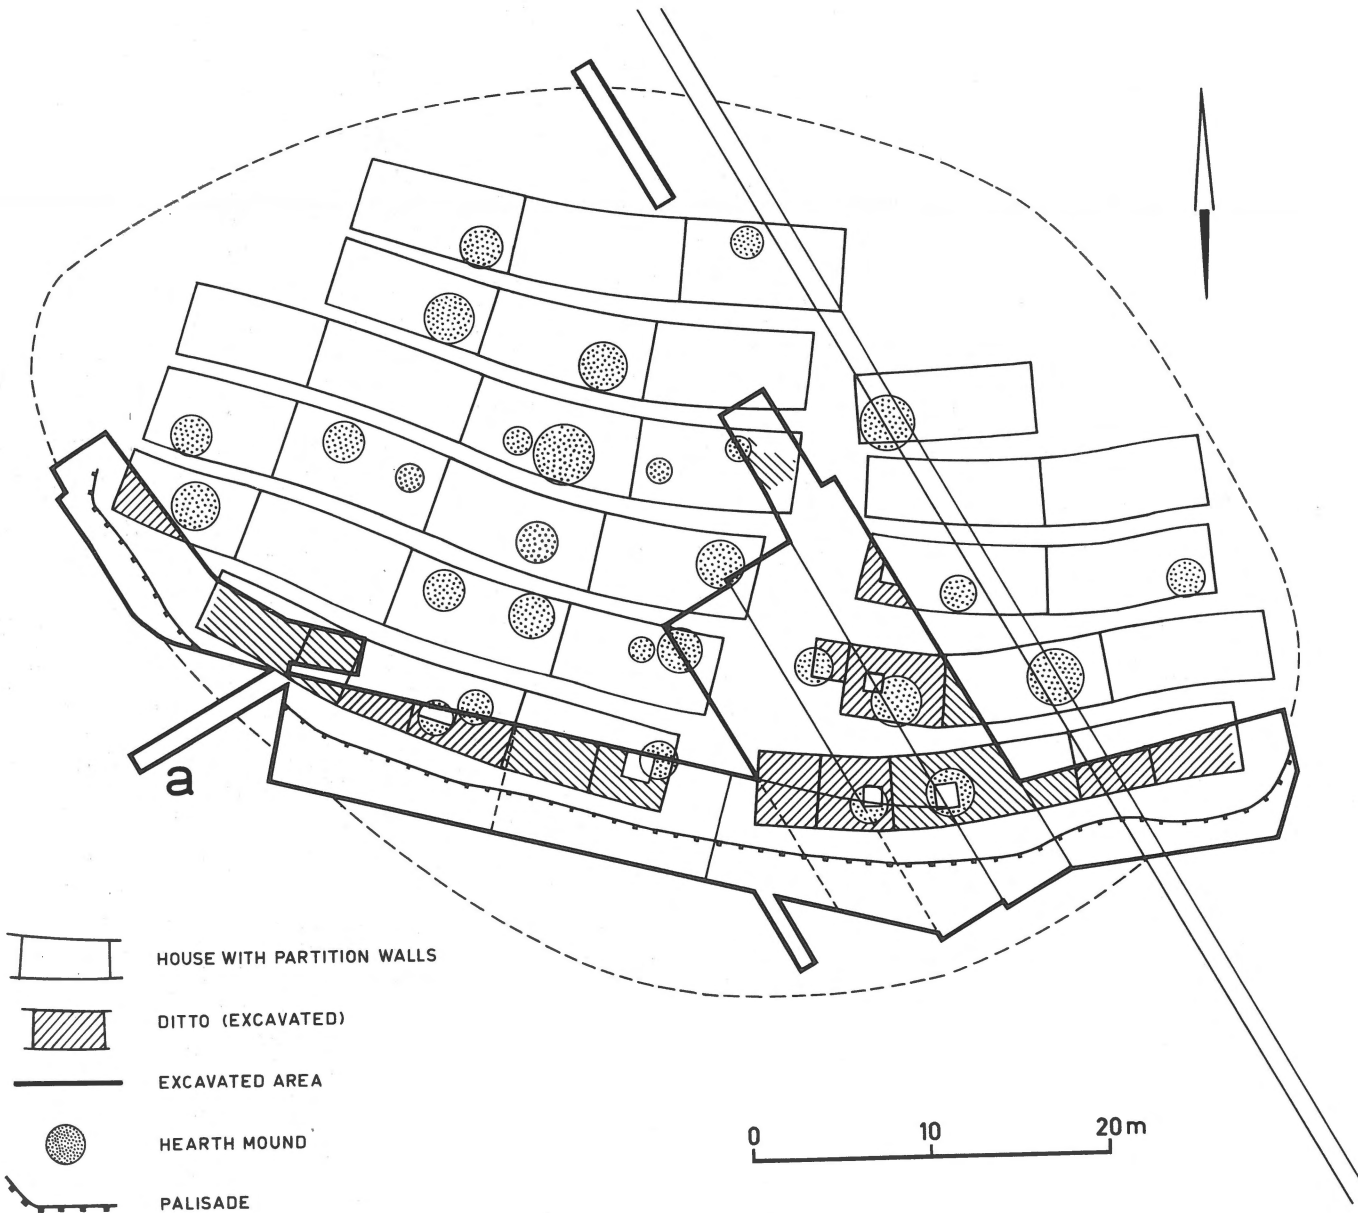 a
HOUSE WITH PARTITION WALLS
DITTO (EXCAVATED)
EXCAVATED AREA
HEARTH MOUND
PALISADE
0 10 20 m